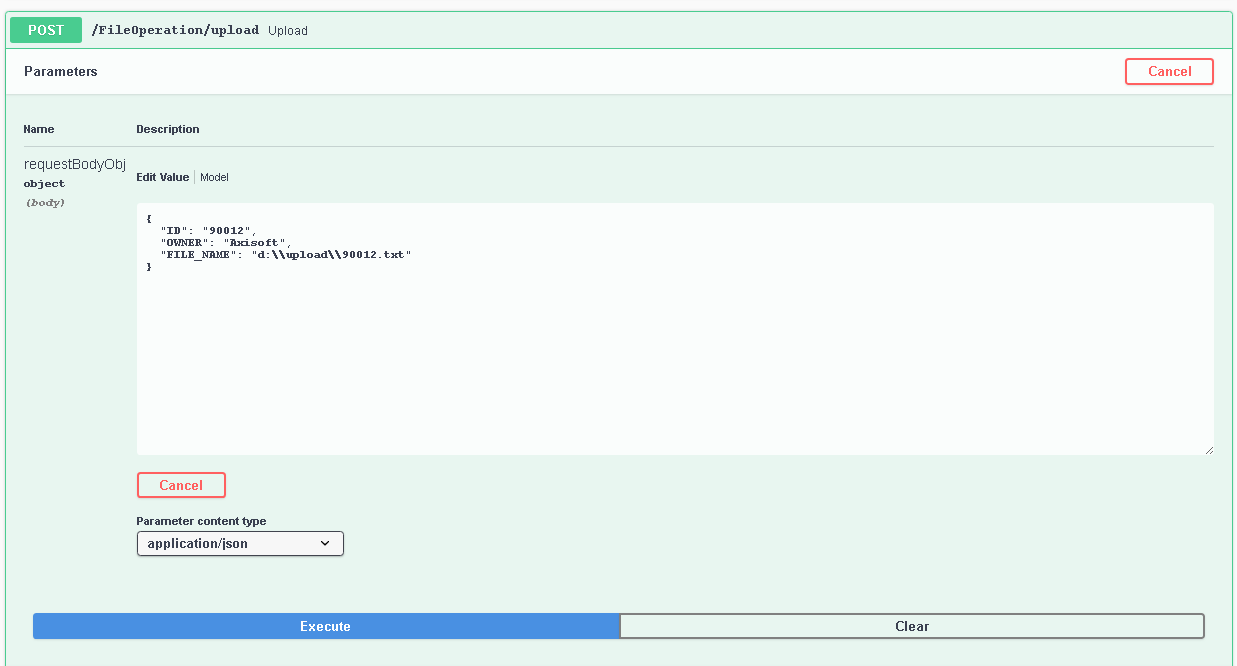 POST /FileOperation/upload Upload
Parameters
Cancel
Name Description
requestBodyObj
object
(body)
Edit Value Model
{
"ID": "90012",
"OWNER": "Axisoft",
"FILE_NAME": "d:\\upload\\90012.txt"
}
Cancel
Parameter content type
application/json
Execute Clear